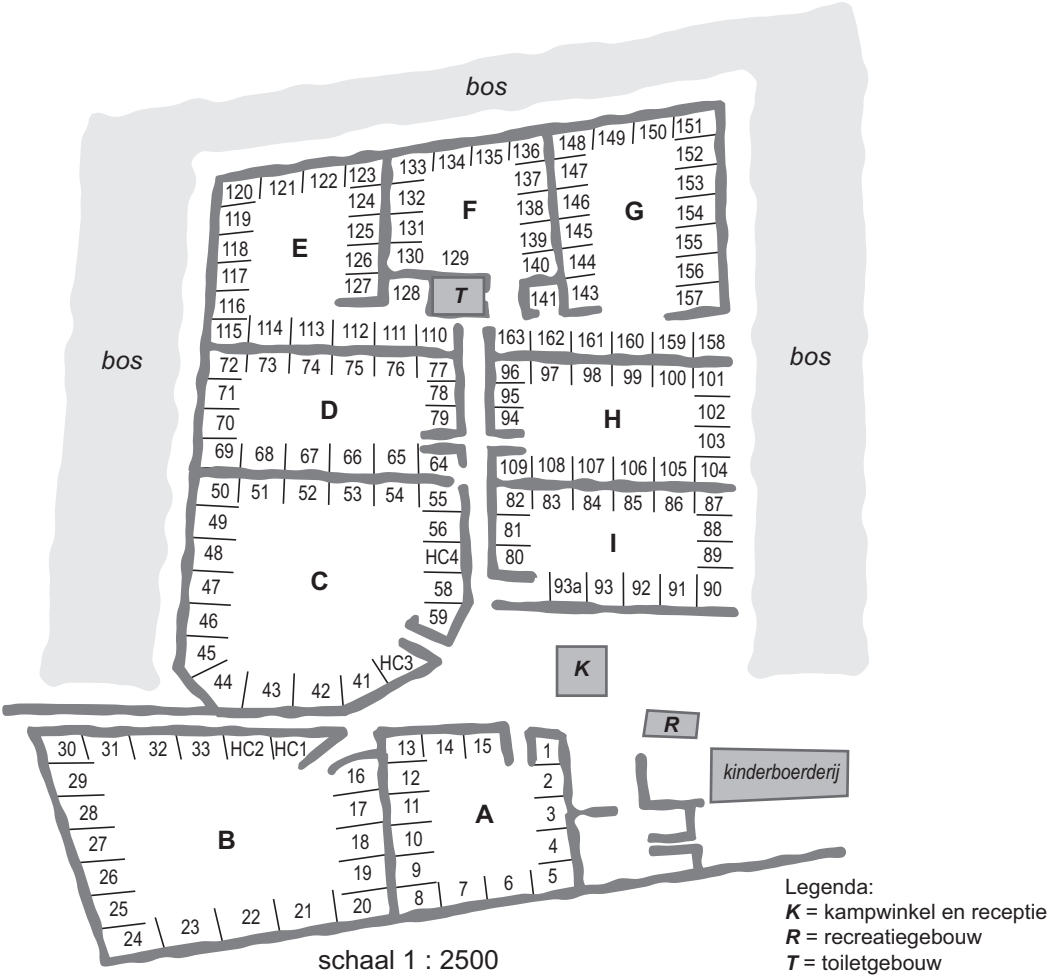 bos
bos
bos
120 121 122 123
119 124
118 E 125
117 126
116 127
115 114 113 112 111 110
133 134 135 136
132 F 137
131 138
130 129 139
140
128 T 141
148 149 150 151
147 152
146 G 153
145 154
144 155
143 156
157
72 73 74 75 76 77
71 D 78
70 79
69 68 67 66 65 64
163 162 161 160 159 158
96 97 98 99 100 101
95 H 102
94 103
109 108 107 106 105 104
50 51 52 53 54 55
49 56
48 C HC4
47 58
46 59
45 HC3
44 43 42 41
82 83 84 85 86 87
81 I 88
80 89
93a 93 92 91 90
K
R
kinderboerderij
30 31 32 33 HC2 HC1
29 16
28 17
27 B 18
26 19
25 20
24 23 22 21
13 14 15 1
12 2
11 A 3
10 4
9 5
8 7 6
schaal 1 : 2500
Legenda:
K = kampwinkel en receptie
R = recreatiegebouw
T = toiletgebouw